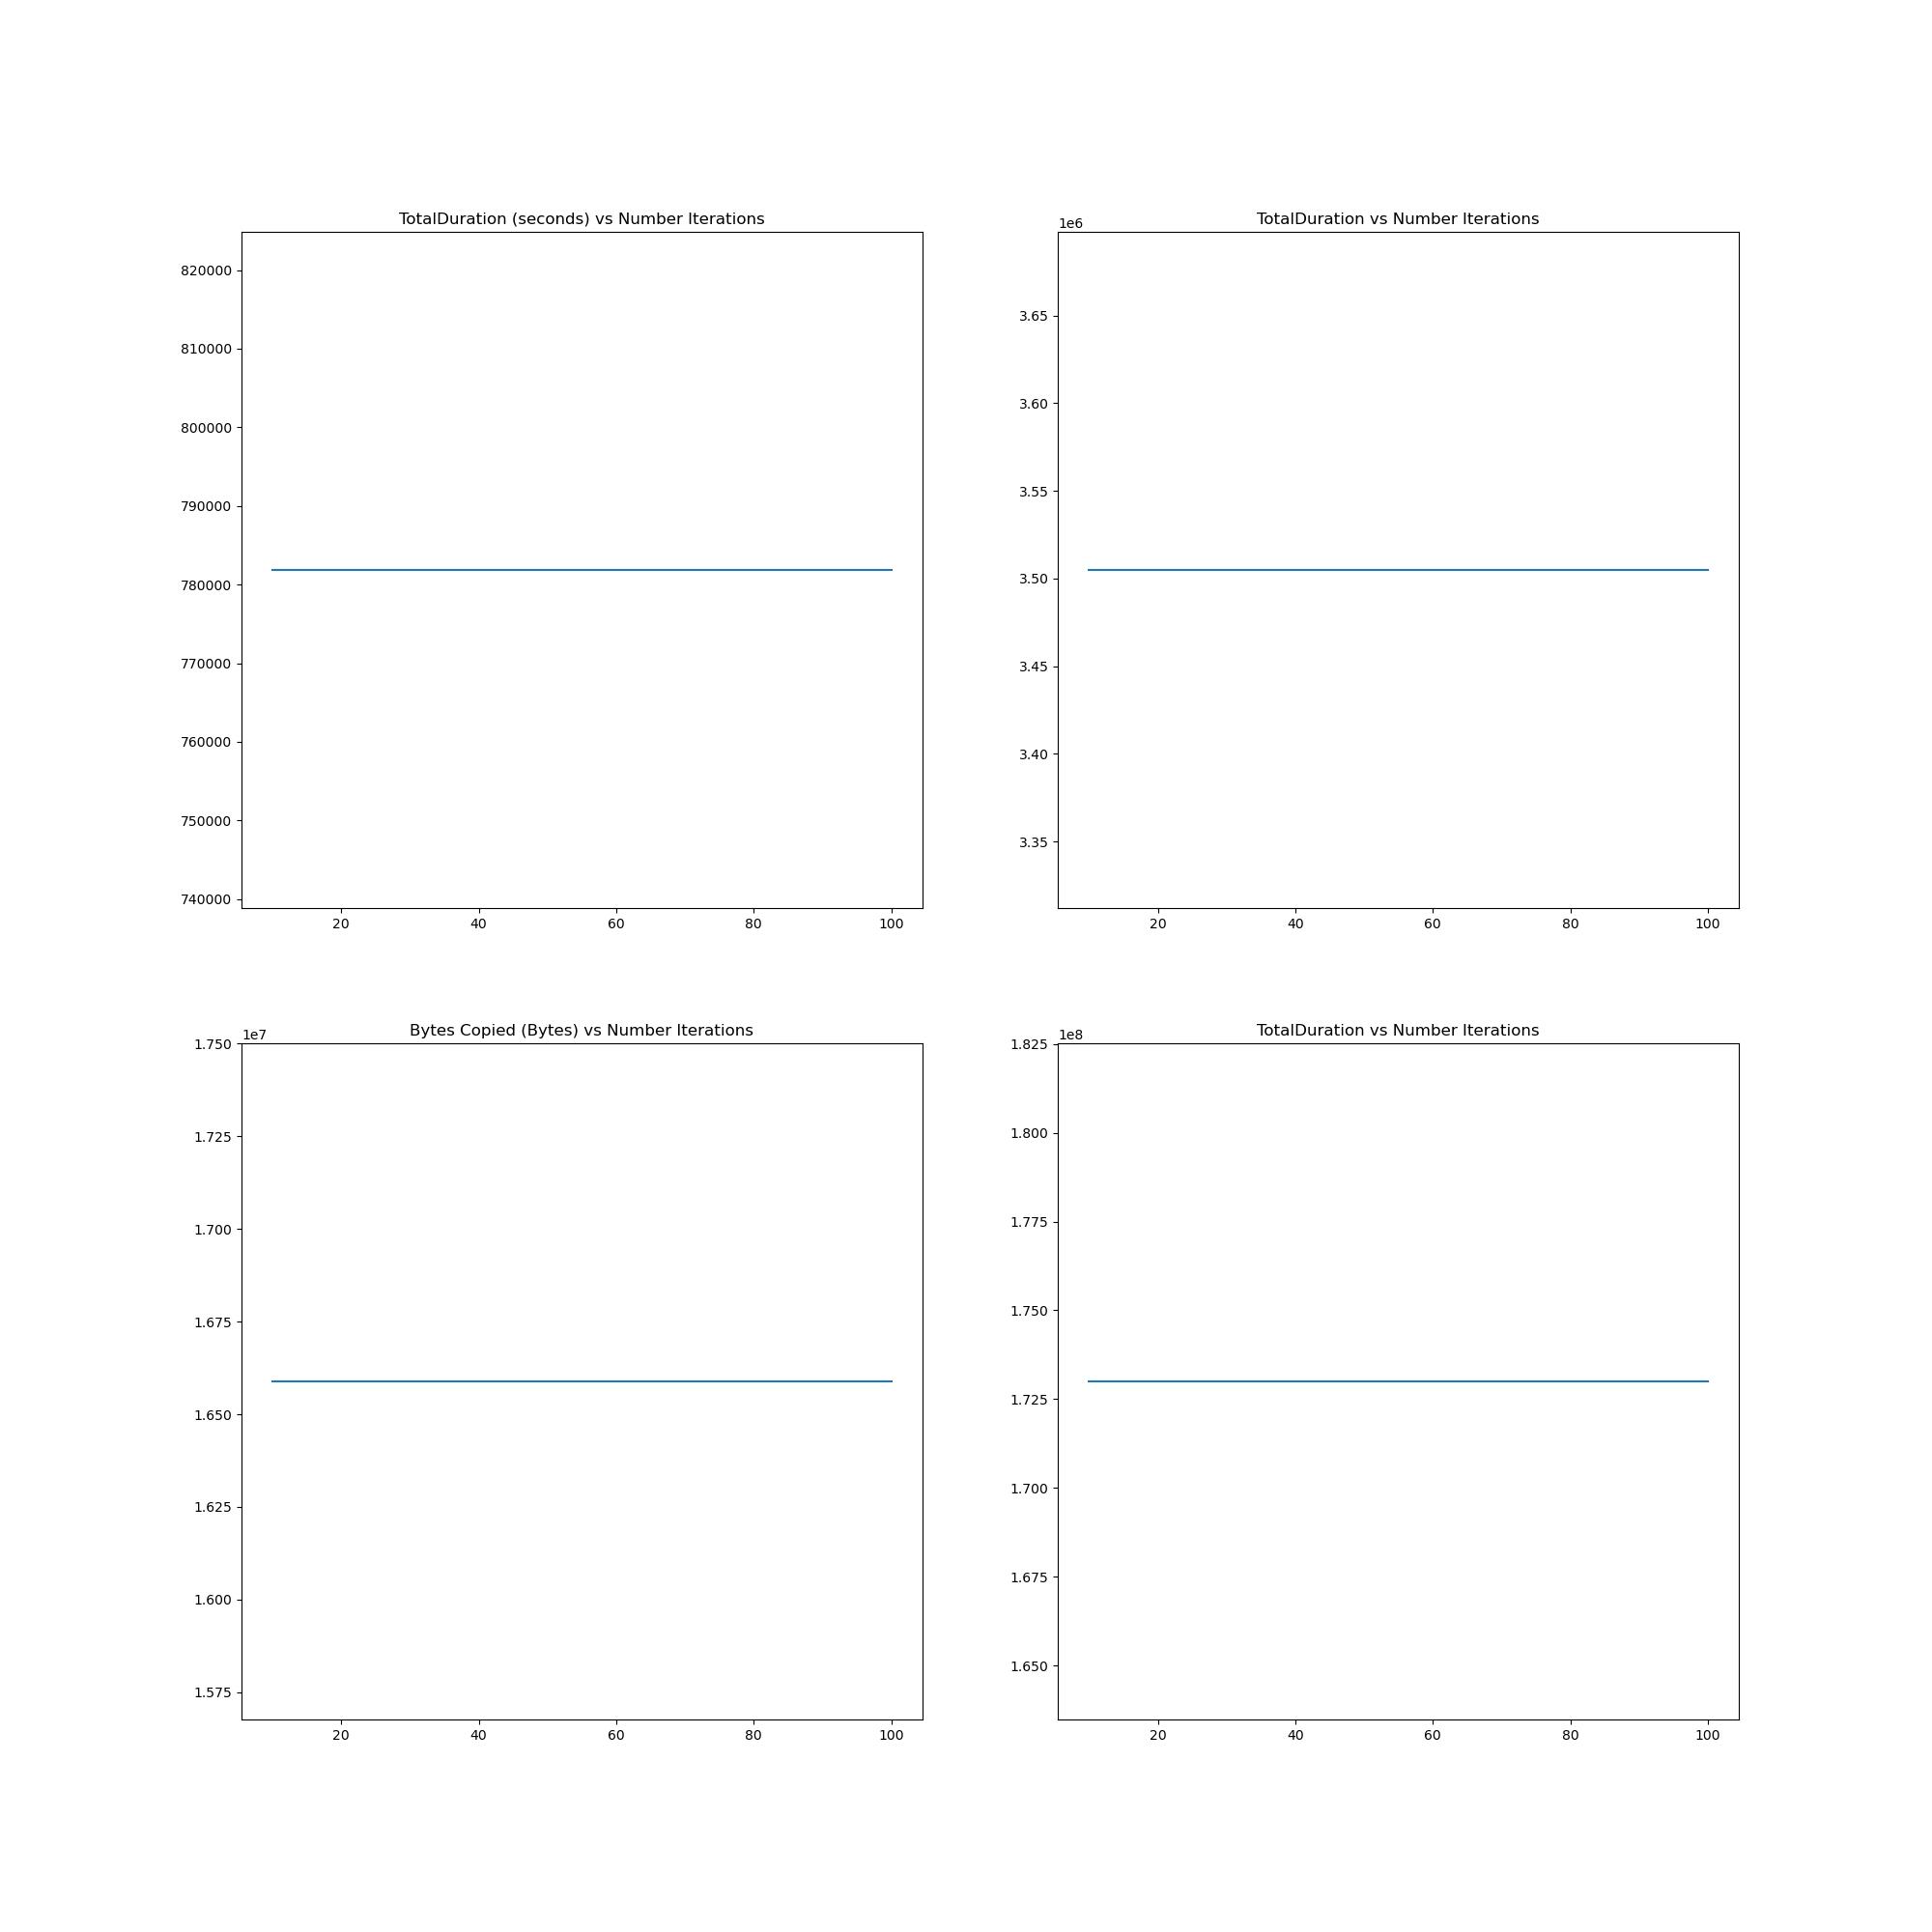 TotalDuration (seconds) vs Number Iterations
820000
810000
800000
790000
780000
770000
760000
750000
740000
20 40 60 80 100
TotalDuration vs Number Iterations
1e6
3.65
3.60
3.55
3.50
3.45
3.40
3.35
20 40 60 80 100
Bytes Copied (Bytes) vs Number Iterations
1e7
1.750
1.725
1.700
1.675
1.650
1.625
1.600
1.575
20 40 60 80 100
TotalDuration vs Number Iterations
1e8
1.825
1.800
1.775
1.750
1.725
1.700
1.675
1.650
20 40 60 80 100